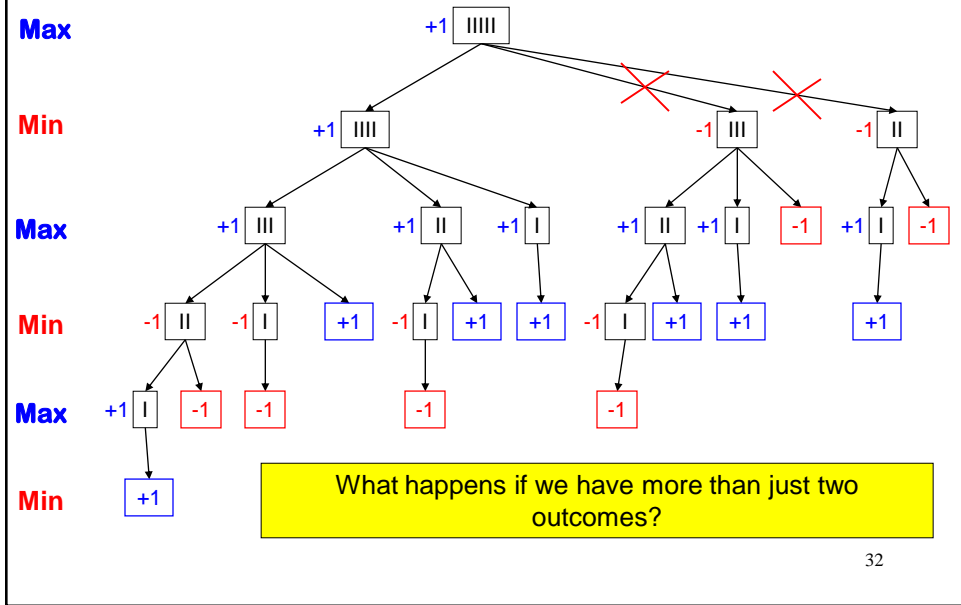 Max +1 IIIII
Min +1 IIII -1 III -1 II
Max +1 III +1 II +1 I +1 II +1 I -1 +1 I -1
Min -1 II -1 I +1 -1 I +1 +1 -1 I +1 +1 +1
Max +1 I -1 -1 -1 -1
Min +1
What happens if we have more than just two
outcomes?
32